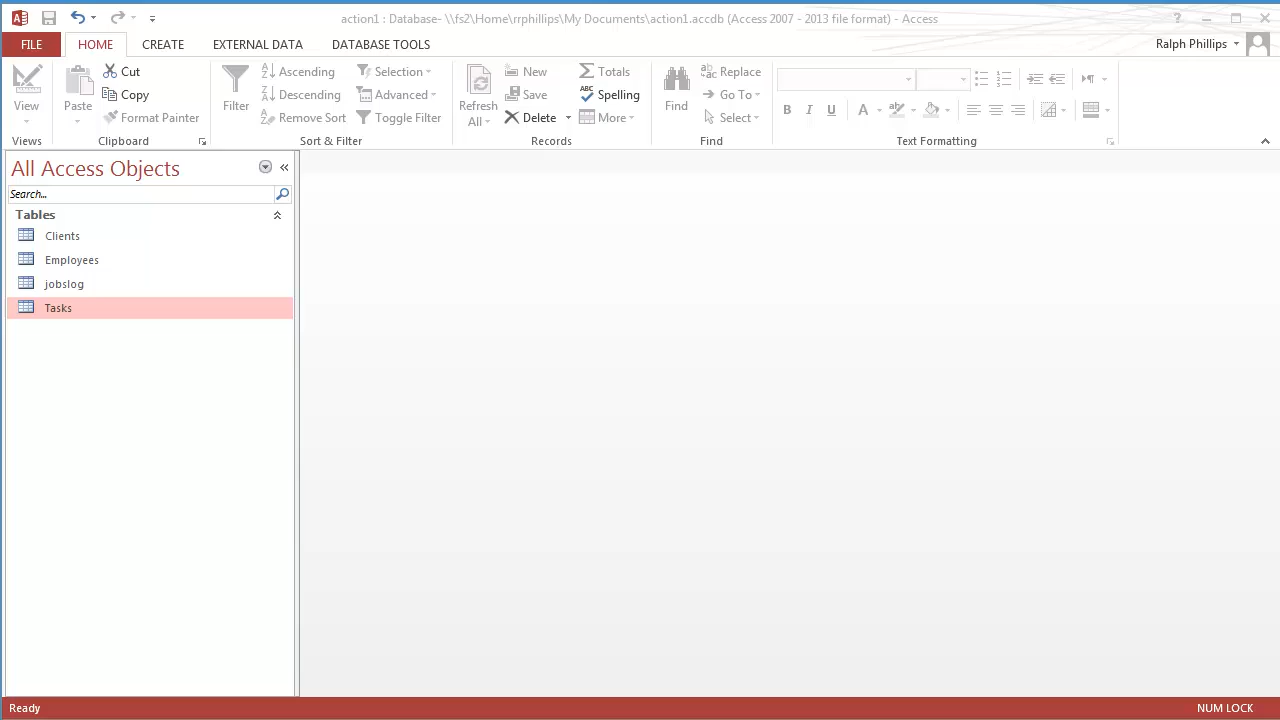 action1 : Database- \\fs2\Home\rrphillips\My Documents\action1.accdb (Access 2007 - 2013 file format) - Access
FILE HOME CREATE EXTERNAL DATA DATABASE TOOLS Ralph Phillips
View
Views
Paste
Cut
Copy
Format Painter
Clipboard
Filter
Ascending
Descending
Remove Sort
Selection
Advanced
Toggle Filter
Sort & Filter
Refresh
All
New
Save
Delete
Totals
Spelling
More
Records
Find
Replace
Go To
Select
Find
B I U A
Text Formatting
All Access Objects
Search...
Tables
Clients
Employees
jobslog
Tasks
Ready NUM LOCK